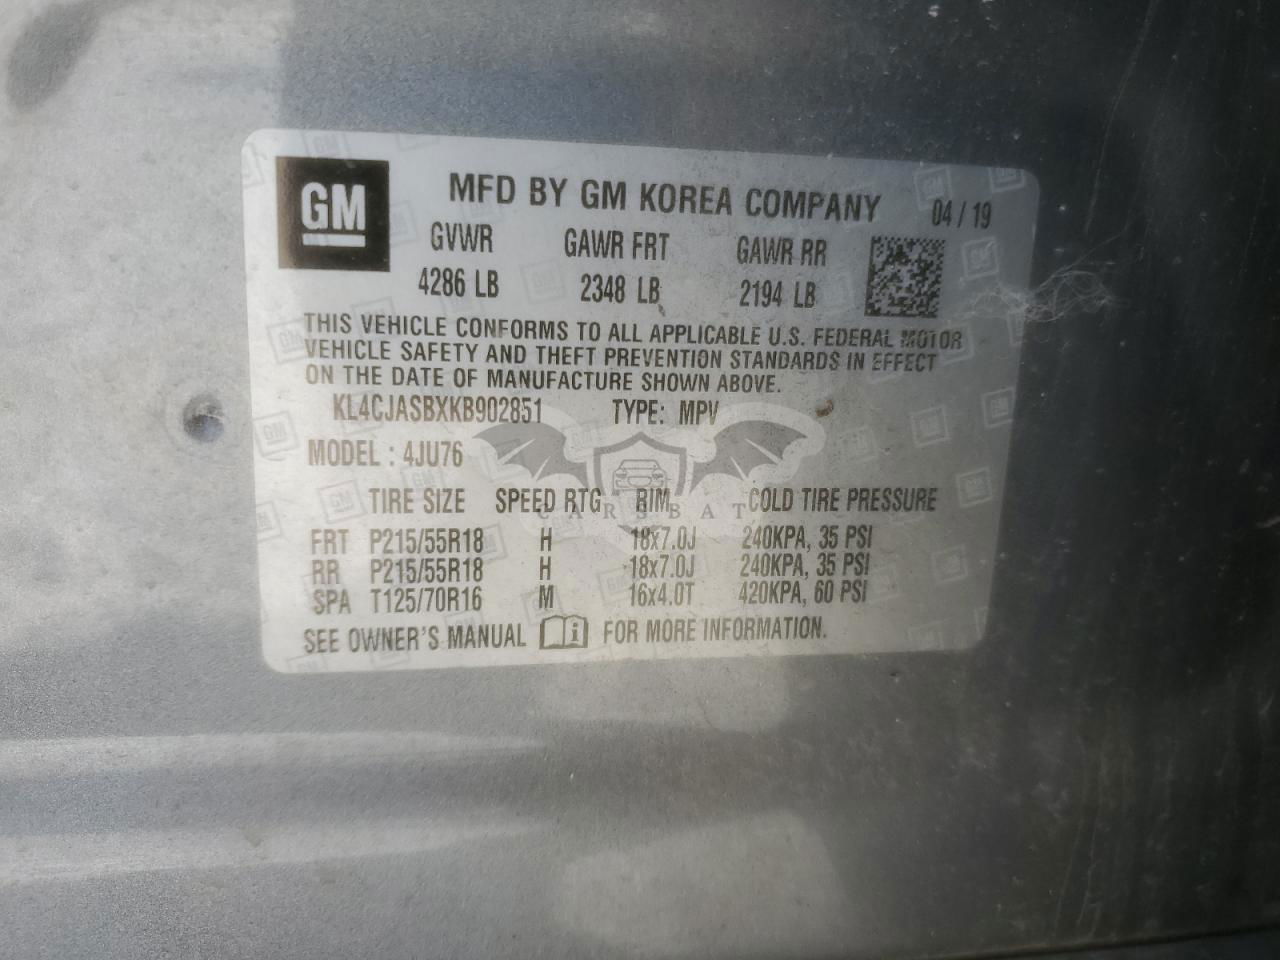 GM
MFD BY GM KOREA COMPANY 04 / 19
GVWR GAWR FRT GAWR RR
4286 LB 2348 LB 2194 LB
THIS VEHICLE CONFORMS TO ALL APPLICABLE U.S. FEDERAL MOTOR
VEHICLE SAFETY AND THEFT PREVENTION STANDARDS IN EFFECT
ON THE DATE OF MANUFACTURE SHOWN ABOVE.
KL4CJASBXKB902851 TYPE: MPV
MODEL : 4JU76
TIRE SIZE SPEED RTG RIM COLD TIRE PRESSURE
CARSBAT
FRT P215/55R18 H 18x7.0J 240KPA, 35 PSI
RR P215/55R18 H 18x7.0J 240KPA, 35 PSI
SPA T125/70R16 M 16x4.0T 420KPA, 60 PSI
SEE OWNER'S MANUAL i FOR MORE INFORMATION.